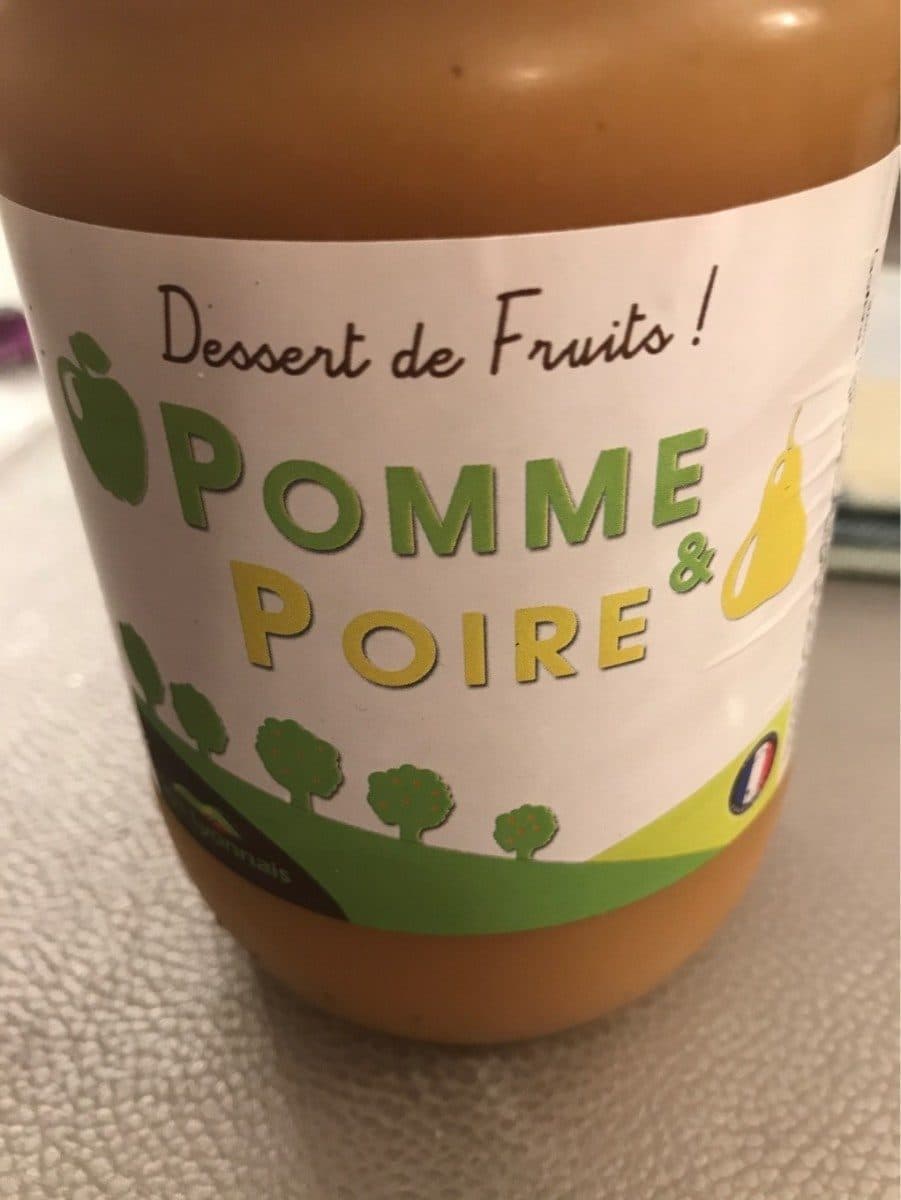 Dessert de Fruits !
POMME
&
POIRE